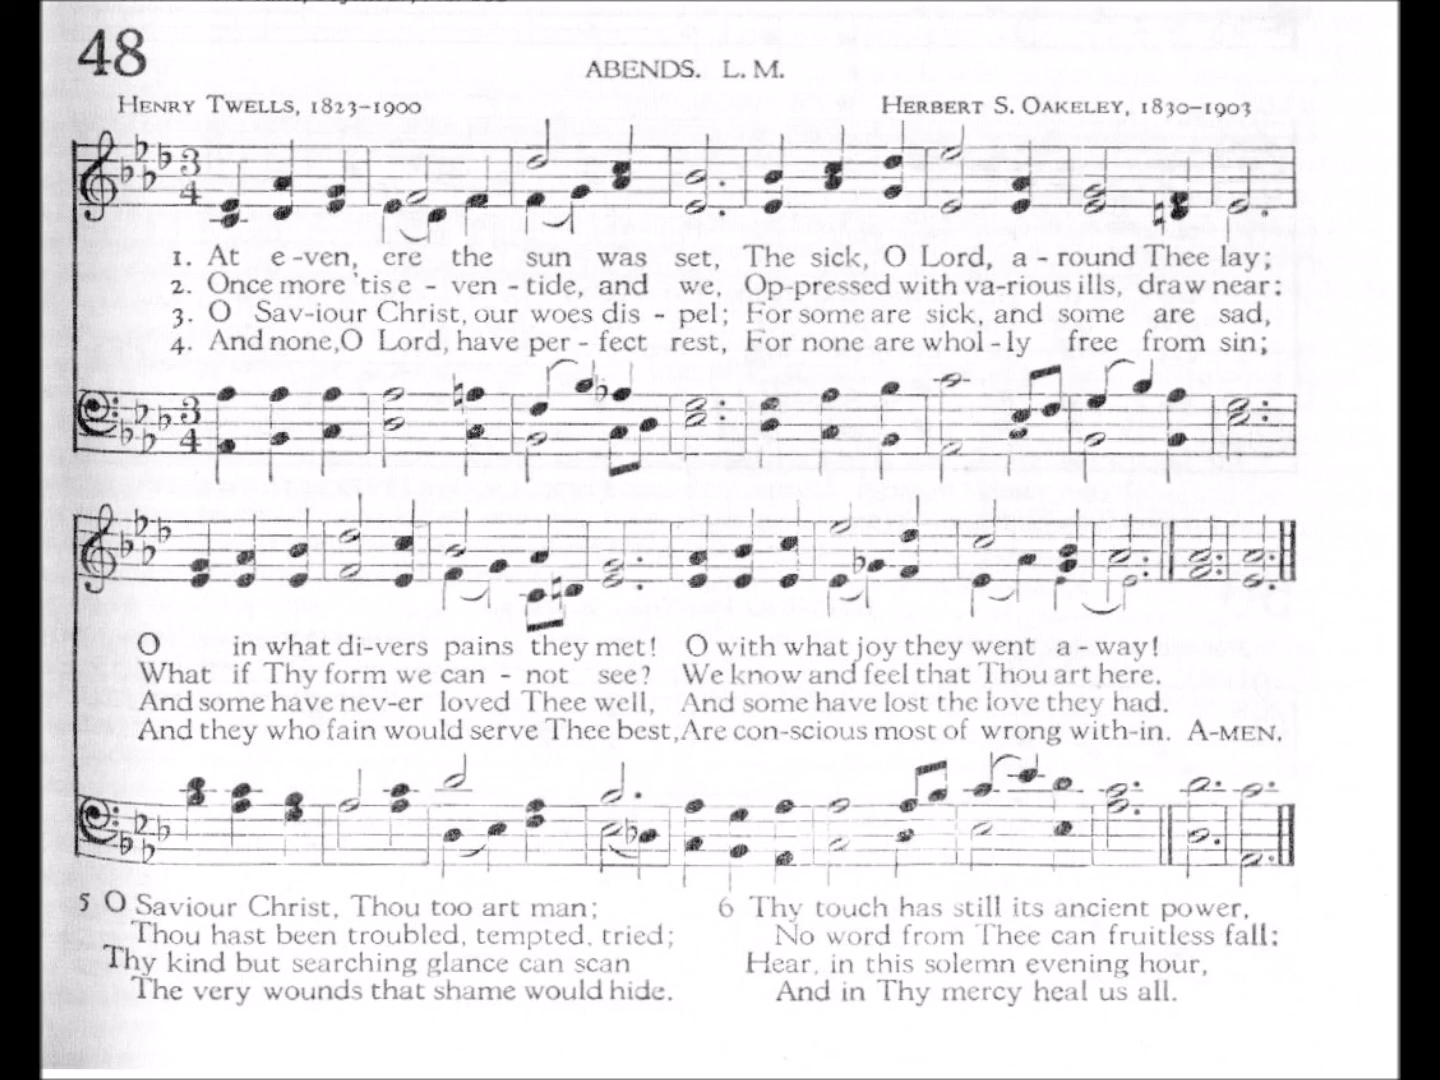 48
ABENDS. L. M.
HENRY TWELLS, 1823–1900
HERBERT S. OAKELEY, 1830–1903
1. At e-ven, ere the sun was set, The sick, O Lord, a - round Thee lay;
2. Once more 'tis e - ven - tide, and we, Op-pressed with va-rious ills, draw near:
3. O Sav-iour Christ, our woes dis - pel; For some are sick, and some are sad,
4. And none, O Lord, have per - fect rest, For none are whol-ly free from sin;
O in what di-vers pains they met! O with what joy they went a - way!
What if Thy form we can - not see? We know and feel that Thou art here.
And some have nev-er loved Thee well, And some have lost the love they had.
And they who fain would serve Thee best, Are con-scious most of wrong with-in. A-MEN.
5 O Saviour Christ, Thou too art man;
Thou hast been troubled, tempted, tried;
Thy kind but searching glance can scan
The very wounds that shame would hide.
6 Thy touch has still its ancient power,
No word from Thee can fruitless fall:
Hear, in this solemn evening hour,
And in Thy mercy heal us all.